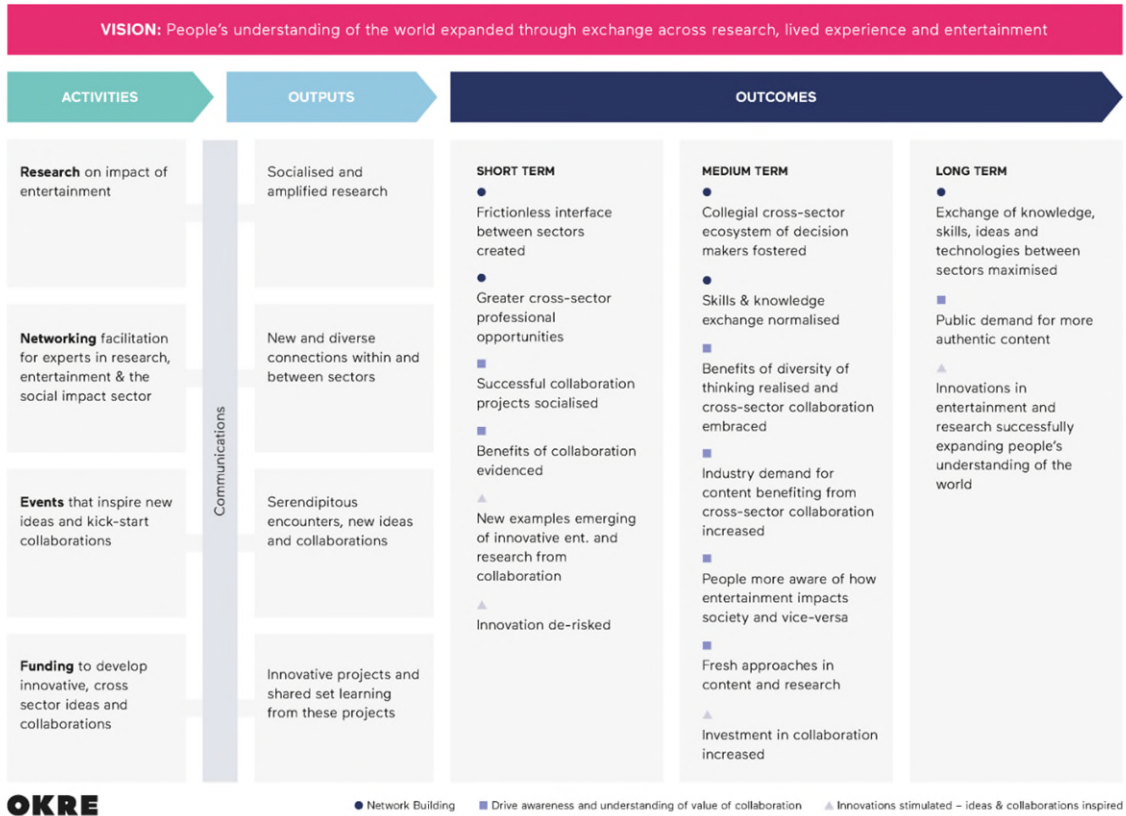 VISION: People's understanding of the world expanded through exchange across research, lived experience and entertainment
ACTIVITIES
OUTPUTS
OUTCOMES
Research on impact of
entertainment
Networking facilitation
for experts in research,
entertainment & the
social impact sector
Events that inspire new
ideas and kick-start
collaborations
Funding to develop
innovative, cross
sector ideas and
collaborations
Communications
Socialised and
amplified research
New and diverse
connections within and
between sectors
Serendipitous
encounters, new ideas
and collaborations
Innovative projects and
shared set learning
from these projects
SHORT TERM
Frictionless interface
between sectors
created
Greater cross-sector
professional
opportunities
Successful collaboration
projects socialised
Benefits of collaboration
evidenced
New examples emerging
of innovative ent. and
research from
collaboration
Innovation de-risked
MEDIUM TERM
Collegial cross-sector
ecosystem of decision
makers fostered
Skills & knowledge
exchange normalised
Benefits of diversity of
thinking realised and
cross-sector collaboration
embraced
Industry demand for
content benefiting from
cross-sector collaboration
increased
People more aware of how
entertainment impacts
society and vice-versa
Fresh approaches in
content and research
Investment in collaboration
increased
LONG TERM
Exchange of knowledge,
skills, ideas and
technologies between
sectors maximised
Public demand for more
authentic content
Innovations in
entertainment and
research successfully
expanding people's
understanding of the
world
OKRE
Network Building
Drive awareness and understanding of value of collaboration
Innovations stimulated – ideas & collaborations inspired